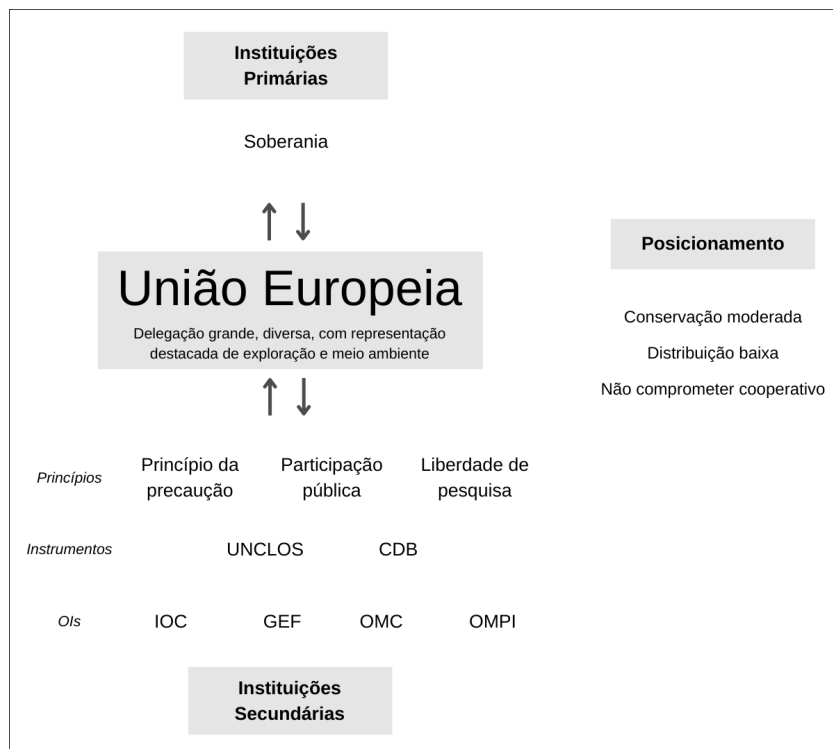 Instituições
Primárias
Soberania
União Europeia
Delegação grande, diversa, com representação
destacada de exploração e meio ambiente
Posicionamento
Conservação moderada
Distribuição baixa
Não comprometer cooperativo
Princípios
Princípio da
precaução
Participação
pública
Liberdade de
pesquisa
Instrumentos
UNCLOS CDB
OIs
IOC GEF OMC OMPI
Instituições
Secundárias